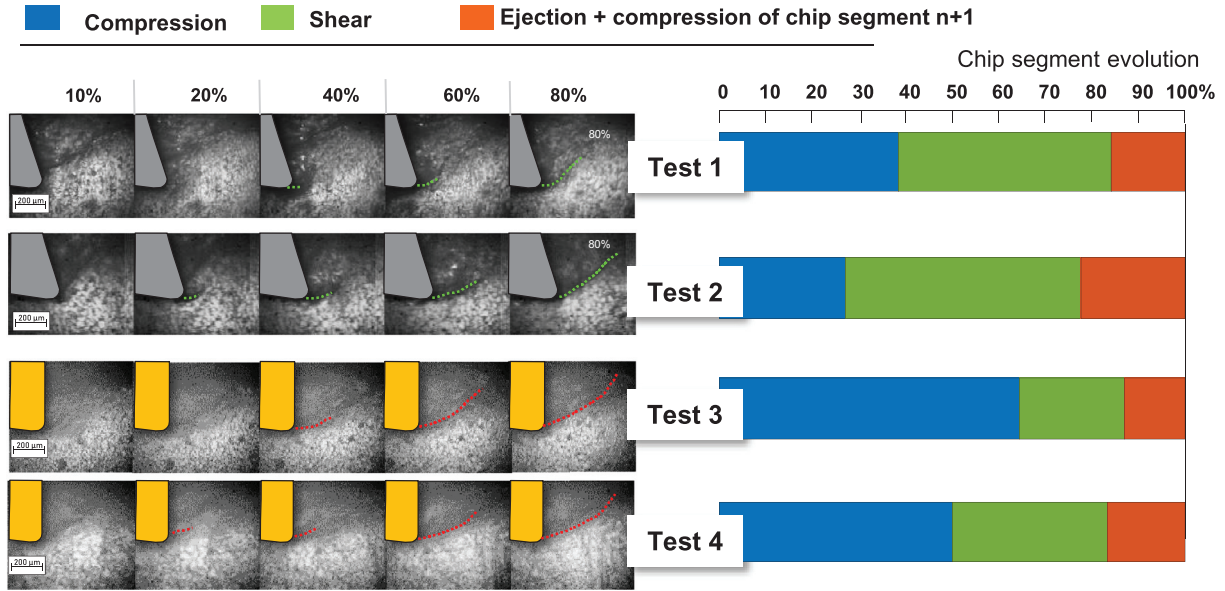 Compression Shear Ejection + compression of chip segment n+1
Chip segment evolution
10% 20% 40% 60% 80%
0 10 20 30 40 50 60 70 80 90 100%
80%
Test 1
200 µm
80%
Test 2
200 µm
Test 3
200 µm
Test 4
200 µm